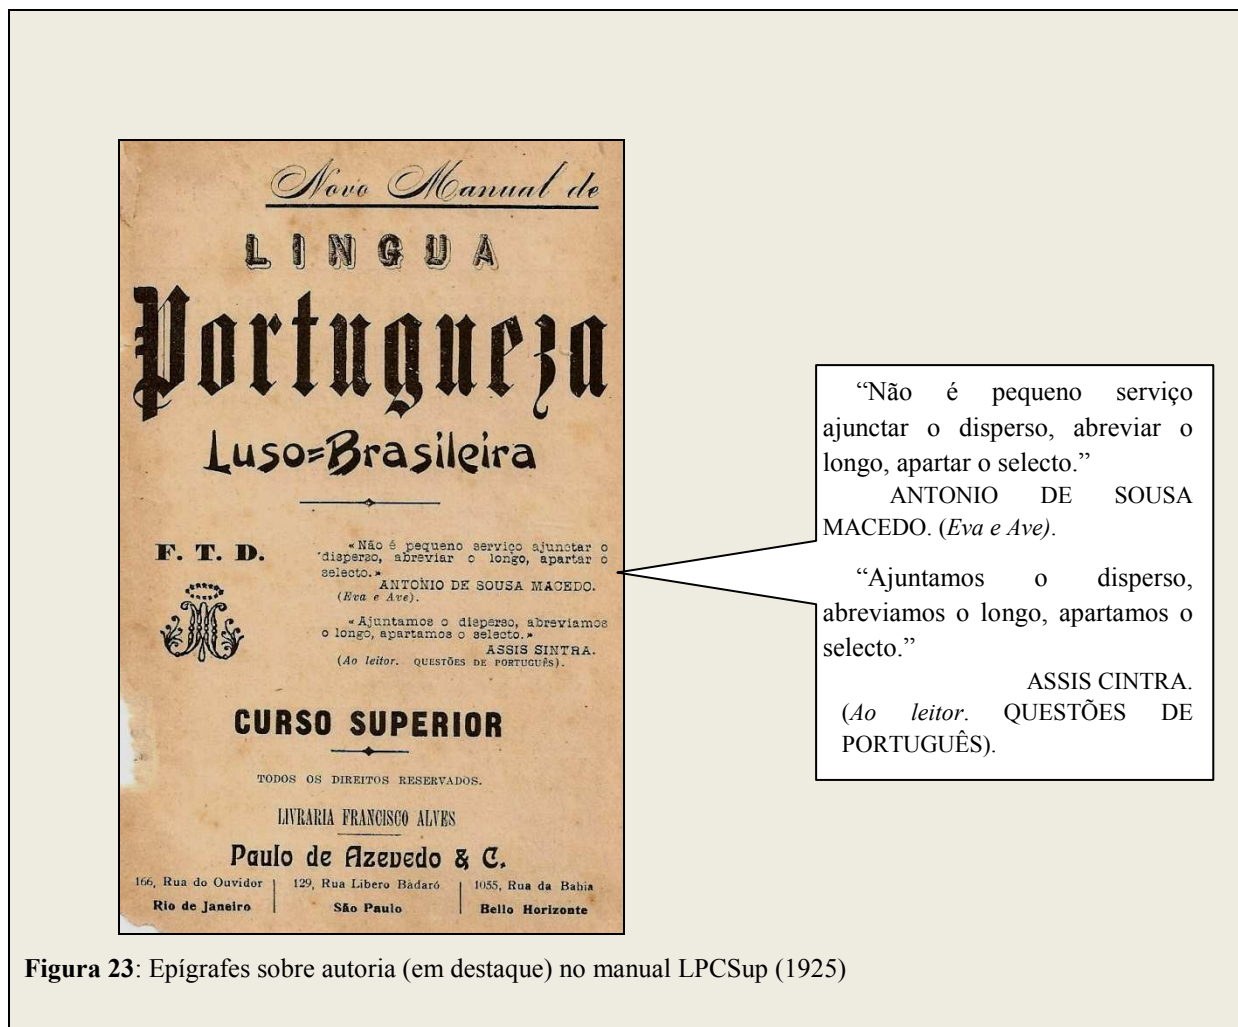 Novo Manual de
LINGUA
Portugueza
Luso=Brasileira
F. T. D.
«Não é pequeno serviço ajunctar o
disperso, abreviar o longo, apartar o
selecto.»
ANTONIO DE SOUSA MACEDO.
(Eva e Ave).
«Ajuntamos o disperso, abreviamos
o longo, apartamos o selecto.»
ASSIS SINTRA.
(Ao leitor. QUESTÕES DE PORTUGUÊS).
CURSO SUPERIOR
TODOS OS DIREITOS RESERVADOS.
LIVRARIA FRANCISCO ALVES
Paulo de Azevedo & C.
166, Rua do Ouvidor
Rio de Janeiro
129, Rua Libero Bàdaró
São Paulo
1055, Rua da Bahia
Bello Horizonte
“Não é pequeno serviço
ajunctar o disperso, abreviar o
longo, apartar o selecto.”
ANTONIO DE SOUSA
MACEDO. (Eva e Ave).
“Ajuntamos o disperso,
abreviamos o longo, apartamos o
selecto.”
ASSIS CINTRA.
(Ao leitor. QUESTÕES DE
PORTUGUÊS).
Figura 23: Epígrafes sobre autoria (em destaque) no manual LPCSup (1925)